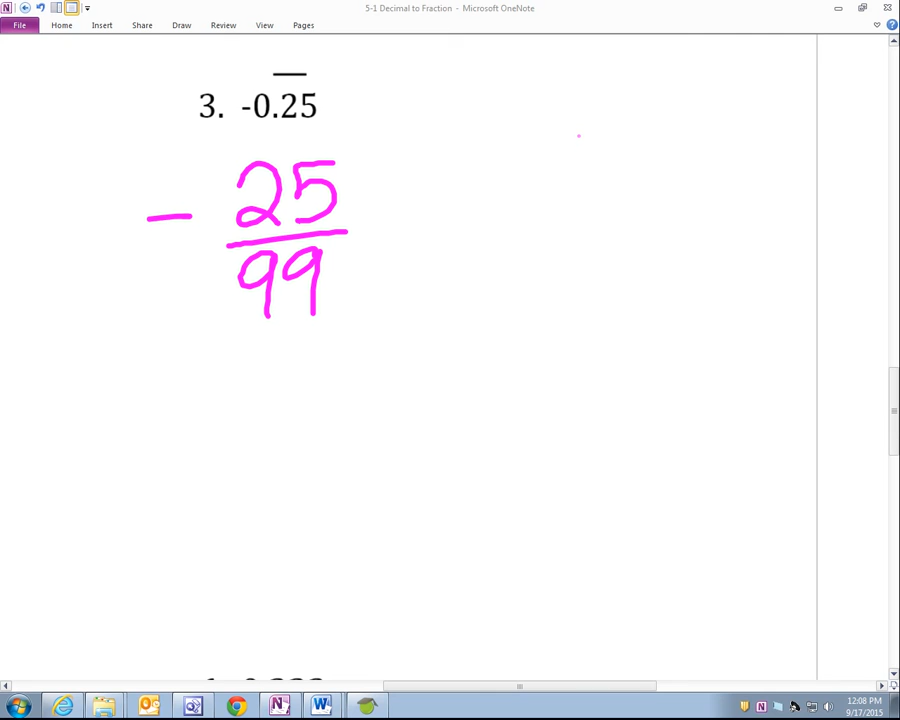 5-1 Decimal to Fraction - Microsoft OneNote
File Home Insert Share Draw Review View Pages
3. -0.25
- 25
99
12:08 PM
9/17/2015